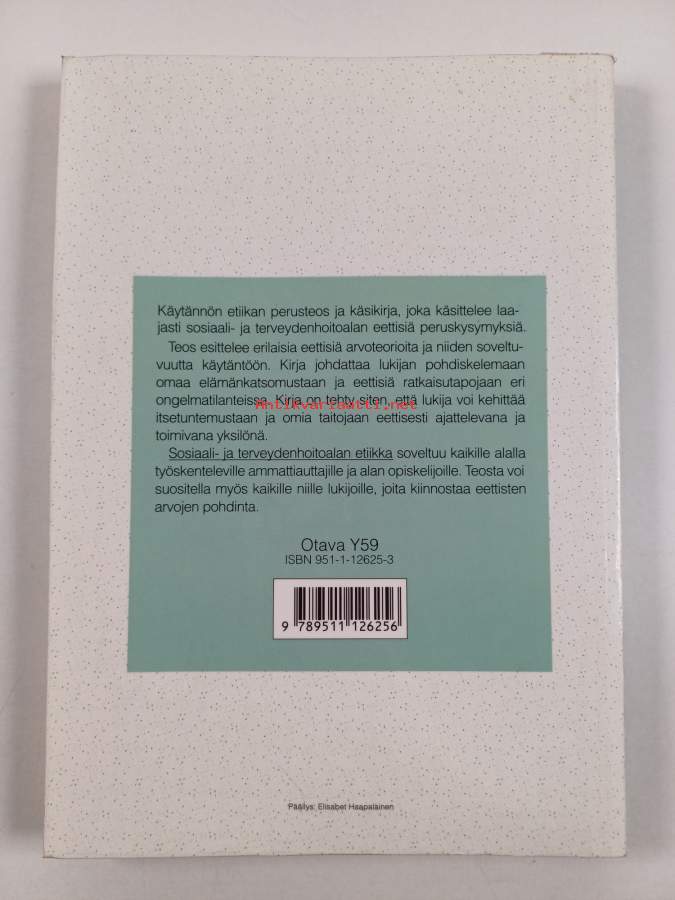 Käytännön etiikan perusteos ja käsikirja, joka käsittelee laa-
jasti sosiaali- ja terveydenhoitoalan eettisiä peruskysymyksiä.
Teos esittelee erilaisia eettisiä arvoteorioita ja niiden soveltu-
vuutta käytäntöön. Kirja johdattaa lukijan pohdiskelemaan
omaa elämänkatsomustaan ja eettisiä ratkaisutapojaan eri
ongelmatilanteissa. Kirja on tehty siten, että lukija voi kehittää
Antikvariaatti.net
itsetuntemustaan ja omia taitojaan eettisesti ajattelevana ja
toimivana yksilönä.
Sosiaali- ja terveydenhoitoalan etiikka soveltuu kaikille alalla
työskenteleville ammattiauttajille ja alan opiskelijoille. Teosta voi
suositella myös kaikille niille lukijoille, joita kiinnostaa eettisten
arvojen pohdinta.
Otava Y59
ISBN 951-1-12625-3
9 789511 126256
Päällys: Elisabet Haapalainen